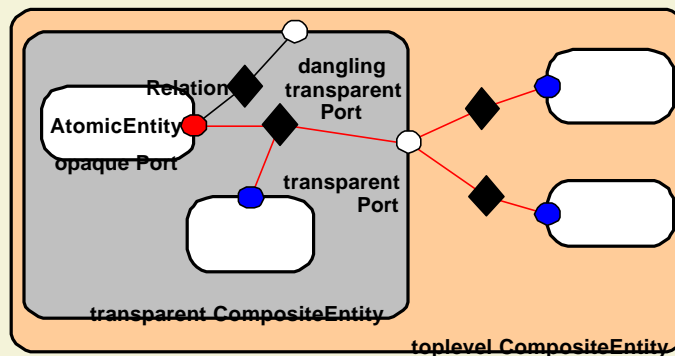 dangling
transparent
Port
Relation
AtomicEntity
opaque Port
transparent
Port
transparent CompositeEntity
toplevel CompositeEntity